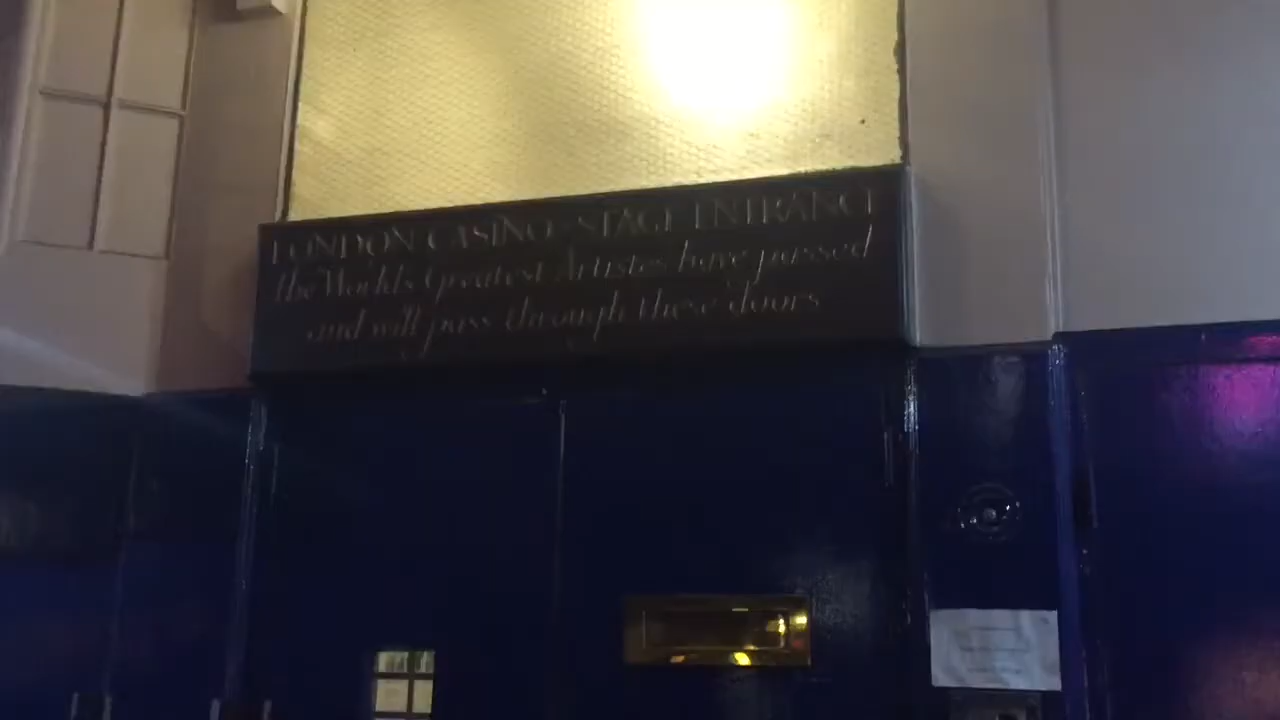 LONDON CASINO · STAGE ENTRANCE
the World's Greatest Artistes have passed
and will pass through these doors